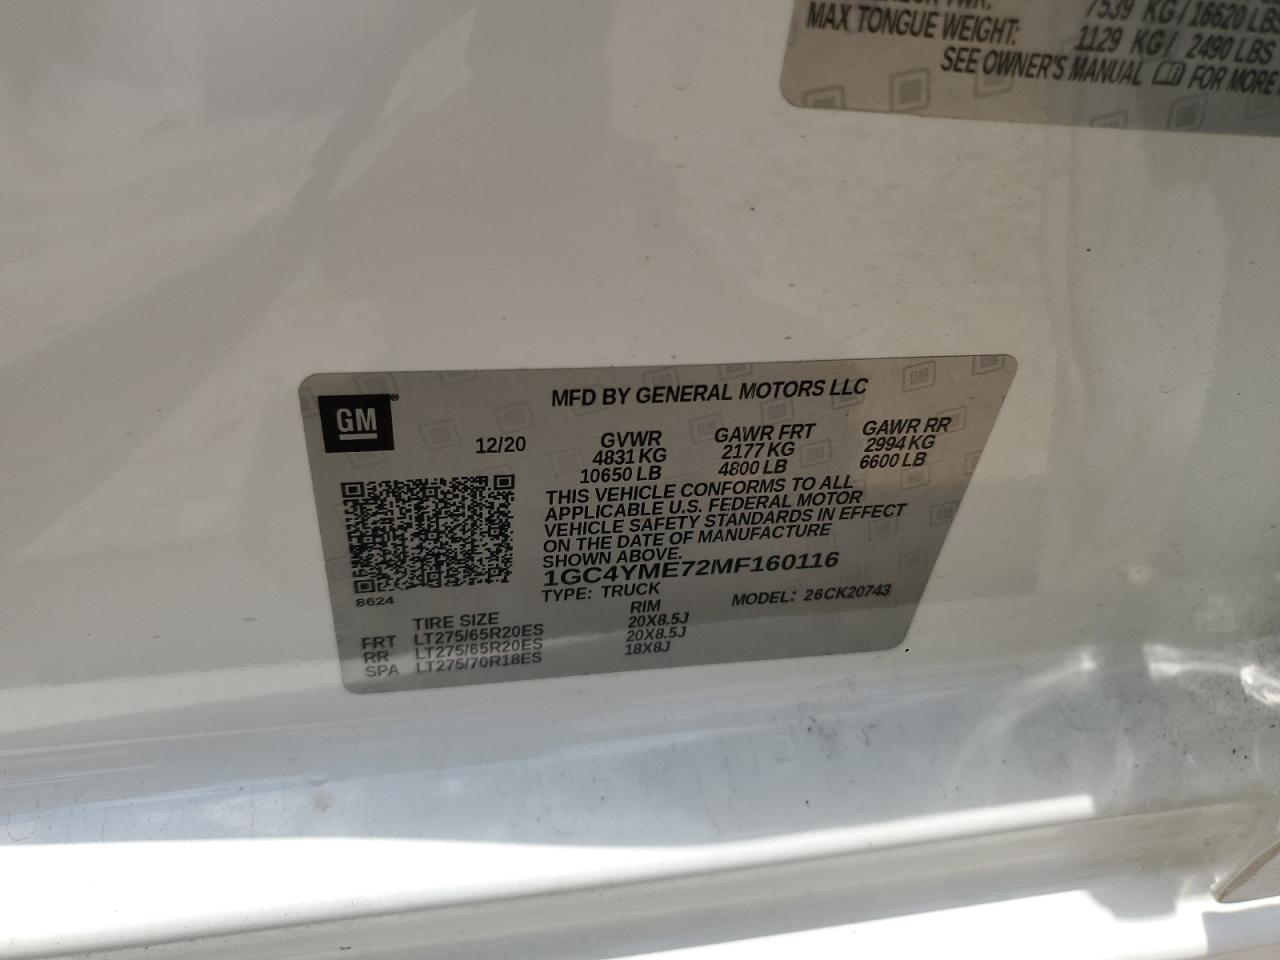 7539 KG/16620 LBS
MAX TONGUE WEIGHT: 1129 KG/ 2490 LBS
SEE OWNER'S MANUAL FOR MORE
GM®
MFD BY GENERAL MOTORS LLC
12/20 GVWR GAWR FRT GAWR RR
4831 KG 2177 KG 2994 KG
10650 LB 4800 LB 6600 LB
THIS VEHICLE CONFORMS TO ALL
APPLICABLE U.S. FEDERAL MOTOR
VEHICLE SAFETY STANDARDS IN EFFECT
ON THE DATE OF MANUFACTURE
SHOWN ABOVE.
1GC4YME72MF160116
TYPE: TRUCK MODEL: 26CK20743
8624
TIRE SIZE RIM
FRT LT275/65R20ES 20X8.5J
RR LT275/65R20ES 20X8.5J
SPA LT275/70R18ES 18X8J